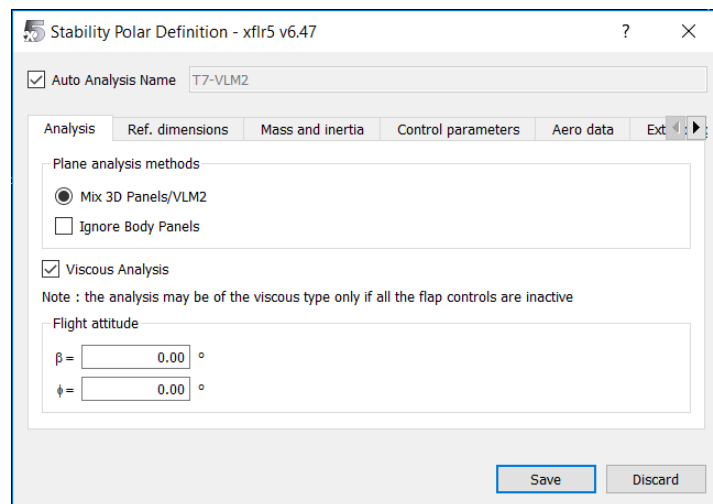 Stability Polar Definition - xflr5 v6.47
Auto Analysis Name T7-VLM2
Analysis Ref. dimensions Mass and inertia Control parameters Aero data
Plane analysis methods
Mix 3D Panels/VLM2
Ignore Body Panels
Viscous Analysis
Note : the analysis may be of the viscous type only if all the flap controls are inactive
Flight attitude
β = 0.00 °
ϕ = 0.00 °
Save Discard